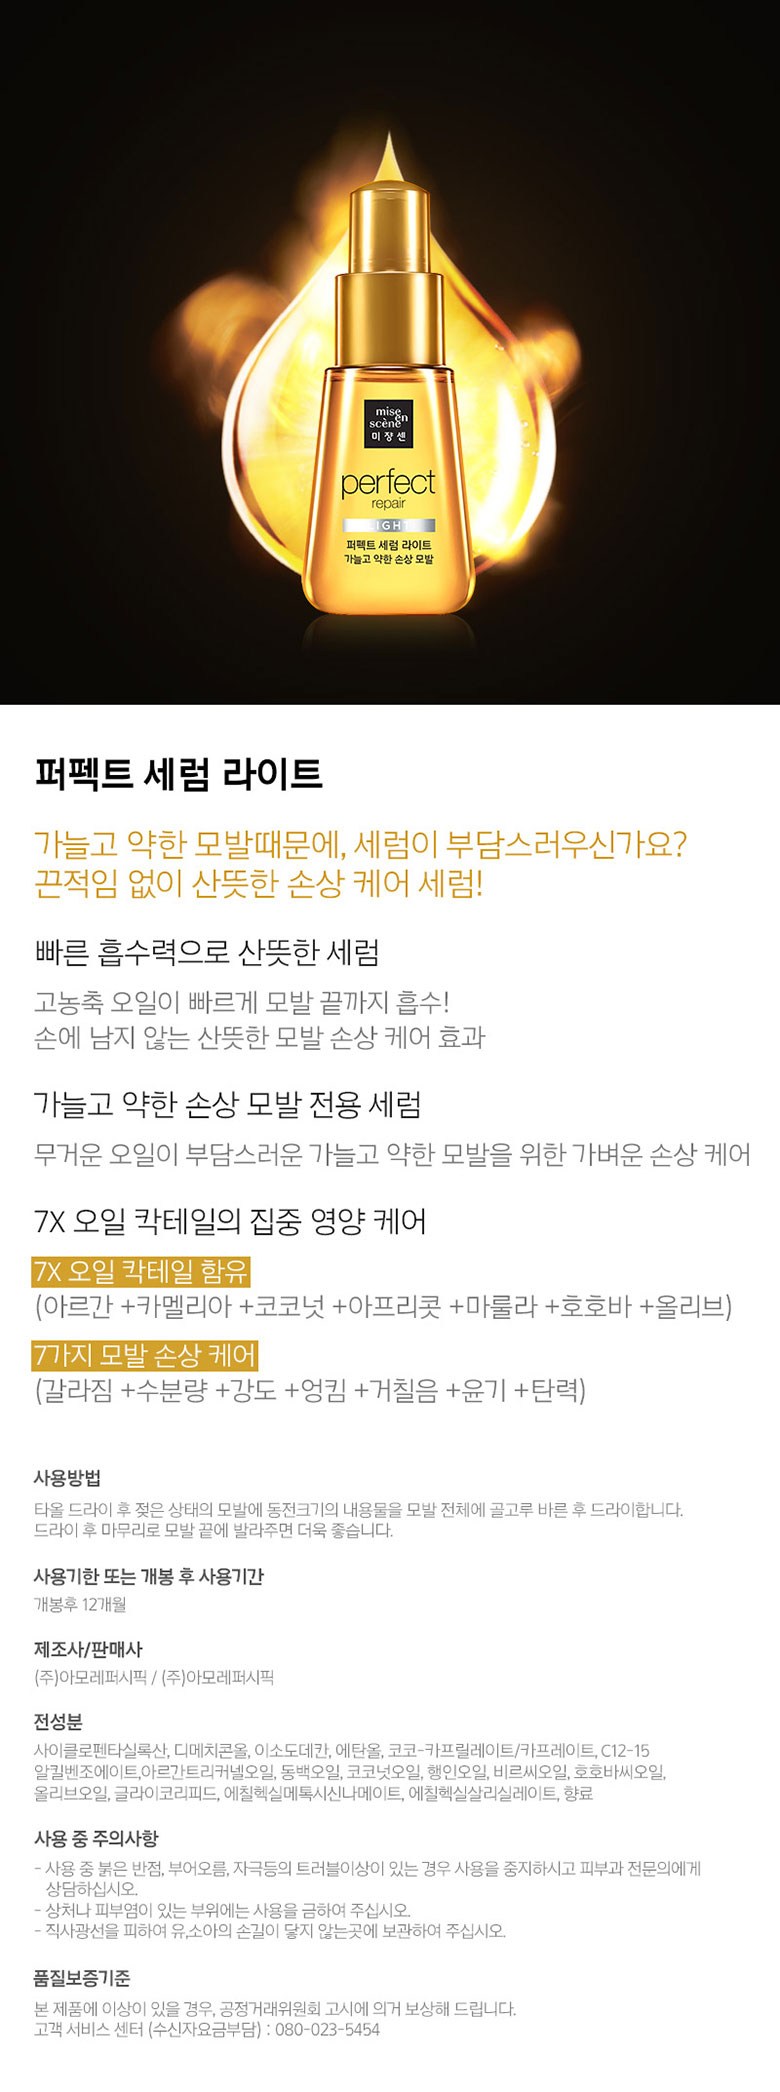 mise
en
scène
미쟝센
perfect
repair
LIGHT
퍼펙트 세럼 라이트
가늘고 약한 손상 모발
퍼펙트 세럼 라이트
가늘고 약한 모발때문에, 세럼이 부담스러우신가요?
끈적임 없이 산뜻한 손상 케어 세럼!
빠른 흡수력으로 산뜻한 세럼
고농축 오일이 빠르게 모발 끝까지 흡수!
손에 남지 않는 산뜻한 모발 손상 케어 효과
가늘고 약한 손상 모발 전용 세럼
무거운 오일이 부담스러운 가늘고 약한 모발을 위한 가벼운 손상 케어
7X 오일 칵테일의 집중 영양 케어
7X 오일 칵테일 함유
(아르간 +카멜리아 +코코넛 +아프리콧 +마룰라 +호호바 +올리브)
7가지 모발 손상 케어
(갈라짐 +수분량 +강도 +엉킴 +거칠음 +윤기 +탄력)
사용방법
타올 드라이 후 젖은 상태의 모발에 동전크기의 내용물을 모발 전체에 골고루 바른 후 드라이합니다.
드라이 후 마무리로 모발 끝에 발라주면 더욱 좋습니다.
사용기한 또는 개봉 후 사용기간
개봉후 12개월
제조사/판매사
(주)아모레퍼시픽 / (주)아모레퍼시픽
전성분
사이클로펜타실록산, 디메치콘올, 이소도데칸, 에탄올, 코코-카프릴레이트/카프레이트, C12-15
알킬벤조에이트,아르간트리커넬오일, 동백오일, 코코넛오일, 행인오일, 비르씨오일, 호호바씨오일,
올리브오일, 글라이코리피드, 에칠헥실메톡시신나메이트, 에칠헥실살리실레이트, 향료
사용 중 주의사항
- 사용 중 붉은 반점, 부어오름, 자극등의 트러블이상이 있는 경우 사용을 중지하시고 피부과 전문의에게
상담하십시오.
- 상처나 피부염이 있는 부위에는 사용을 금하여 주십시오.
- 직사광선을 피하여 유,소아의 손길이 닿지 않는곳에 보관하여 주십시오.
품질보증기준
본 제품에 이상이 있을 경우, 공정거래위원회 고시에 의거 보상해 드립니다.
고객 서비스 센터 (수신자요금부담) : 080-023-5454